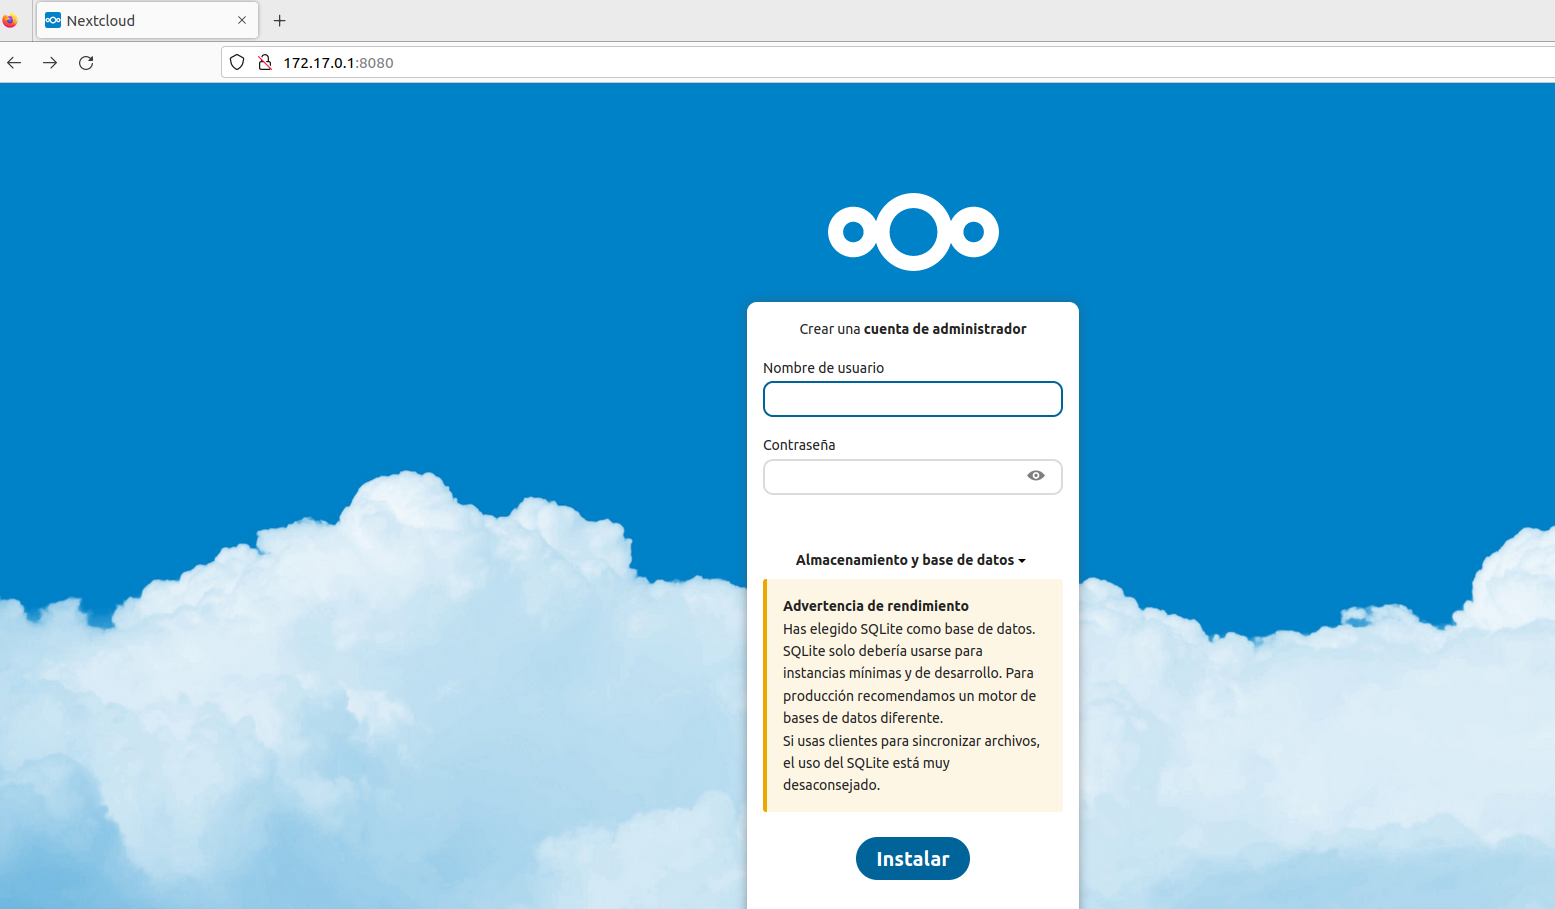 Nextcloud
172.17.0.1:8080
Crear una cuenta de administrador
Nombre de usuario
Contraseña
Almacenamiento y base de datos
Advertencia de rendimiento
Has elegido SQLite como base de datos.
SQLite solo debería usarse para
instancias mínimas y de desarrollo. Para
producción recomendamos un motor de
bases de datos diferente.
Si usas clientes para sincronizar archivos,
el uso del SQLite está muy
desaconsejado.
Instalar